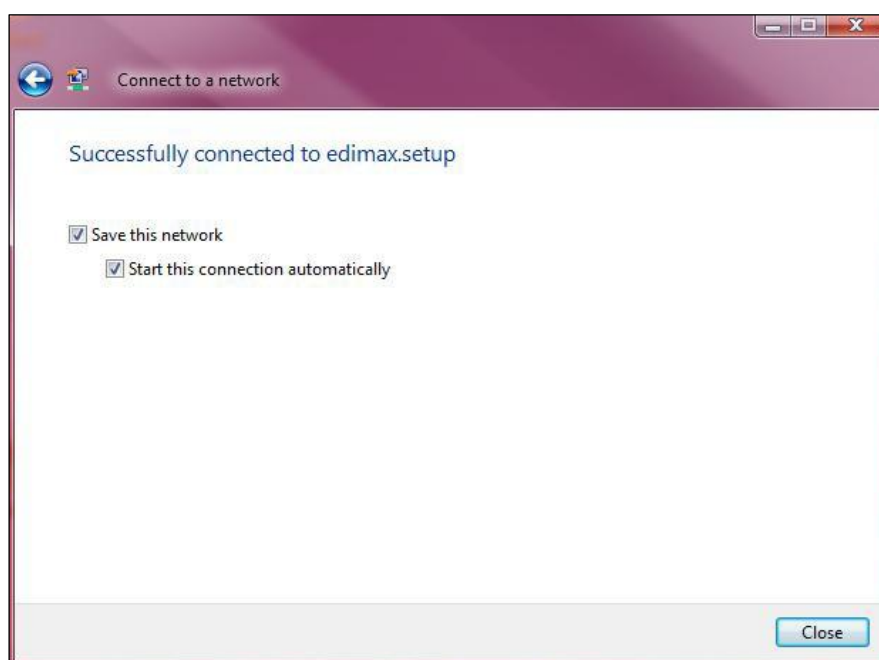 Connect to a network
Successfully connected to edimax.setup
Save this network
Start this connection automatically
Close